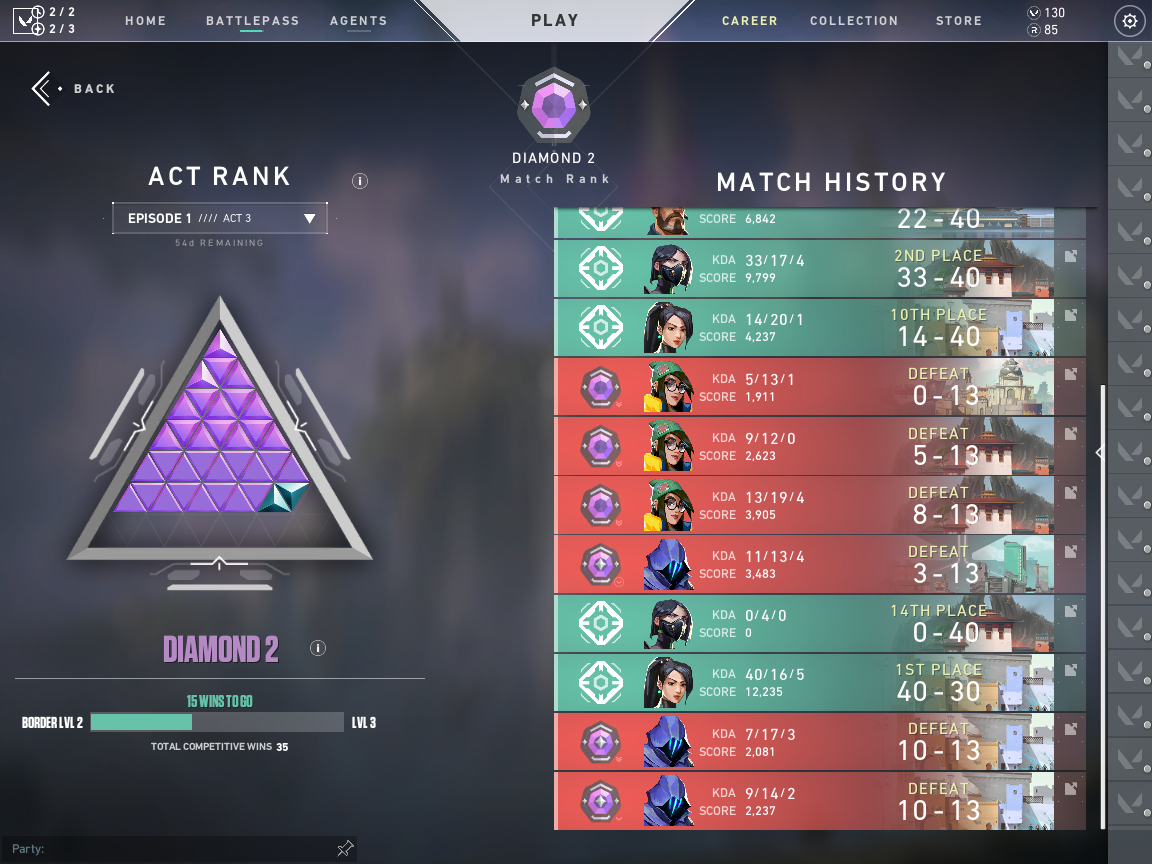 2 / 2
2 / 3
HOME
BATTLEPASS
AGENTS
PLAY
CAREER
COLLECTION
STORE
130
R 85
BACK
DIAMOND 2
Match Rank
ACT RANK
i
EPISODE 1 //// ACT 3
54d REMAINING
DIAMOND 2
i
15 WINS TO GO
BORDER LVL 2
LVL 3
TOTAL COMPETITIVE WINS 35
MATCH HISTORY
SCORE 6,842
22 - 40
KDA 33/17/4
SCORE 9,799
2ND PLACE
33 - 40
KDA 14/20/1
SCORE 4,237
10TH PLACE
14 - 40
KDA 5/13/1
SCORE 1,911
DEFEAT
0 - 13
KDA 9/12/0
SCORE 2,623
DEFEAT
5 - 13
KDA 13/19/4
SCORE 3,905
DEFEAT
8 - 13
KDA 11/13/4
SCORE 3,483
DEFEAT
3 - 13
KDA 0/4/0
SCORE 0
14TH PLACE
0 - 40
KDA 40/16/5
SCORE 12,235
1ST PLACE
40 - 30
KDA 7/17/3
SCORE 2,081
DEFEAT
10 - 13
KDA 9/14/2
SCORE 2,237
DEFEAT
10 - 13
Party: